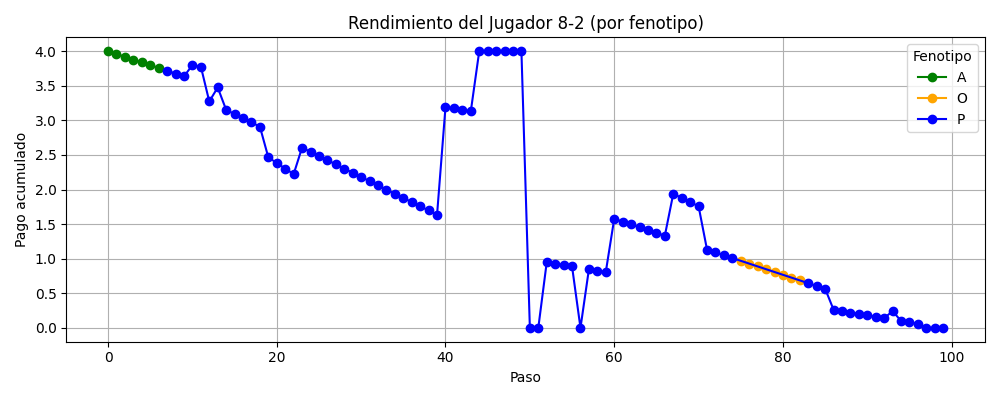 Rendimiento del Jugador 8-2 (por fenotipo)
Pago acumulado
4.0
3.5
3.0
2.5
2.0
1.5
1.0
0.5
0.0
0 20 40 60 80 100
Paso
Fenotipo
A
O
P